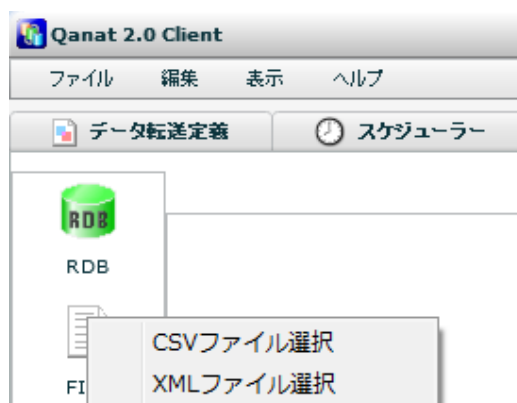 Qanat 2.0 Client
ファイル 編集 表示 ヘルプ
データ転送定義 スケジューラー
RDB
RDB
CSVファイル選択
XMLファイル選択